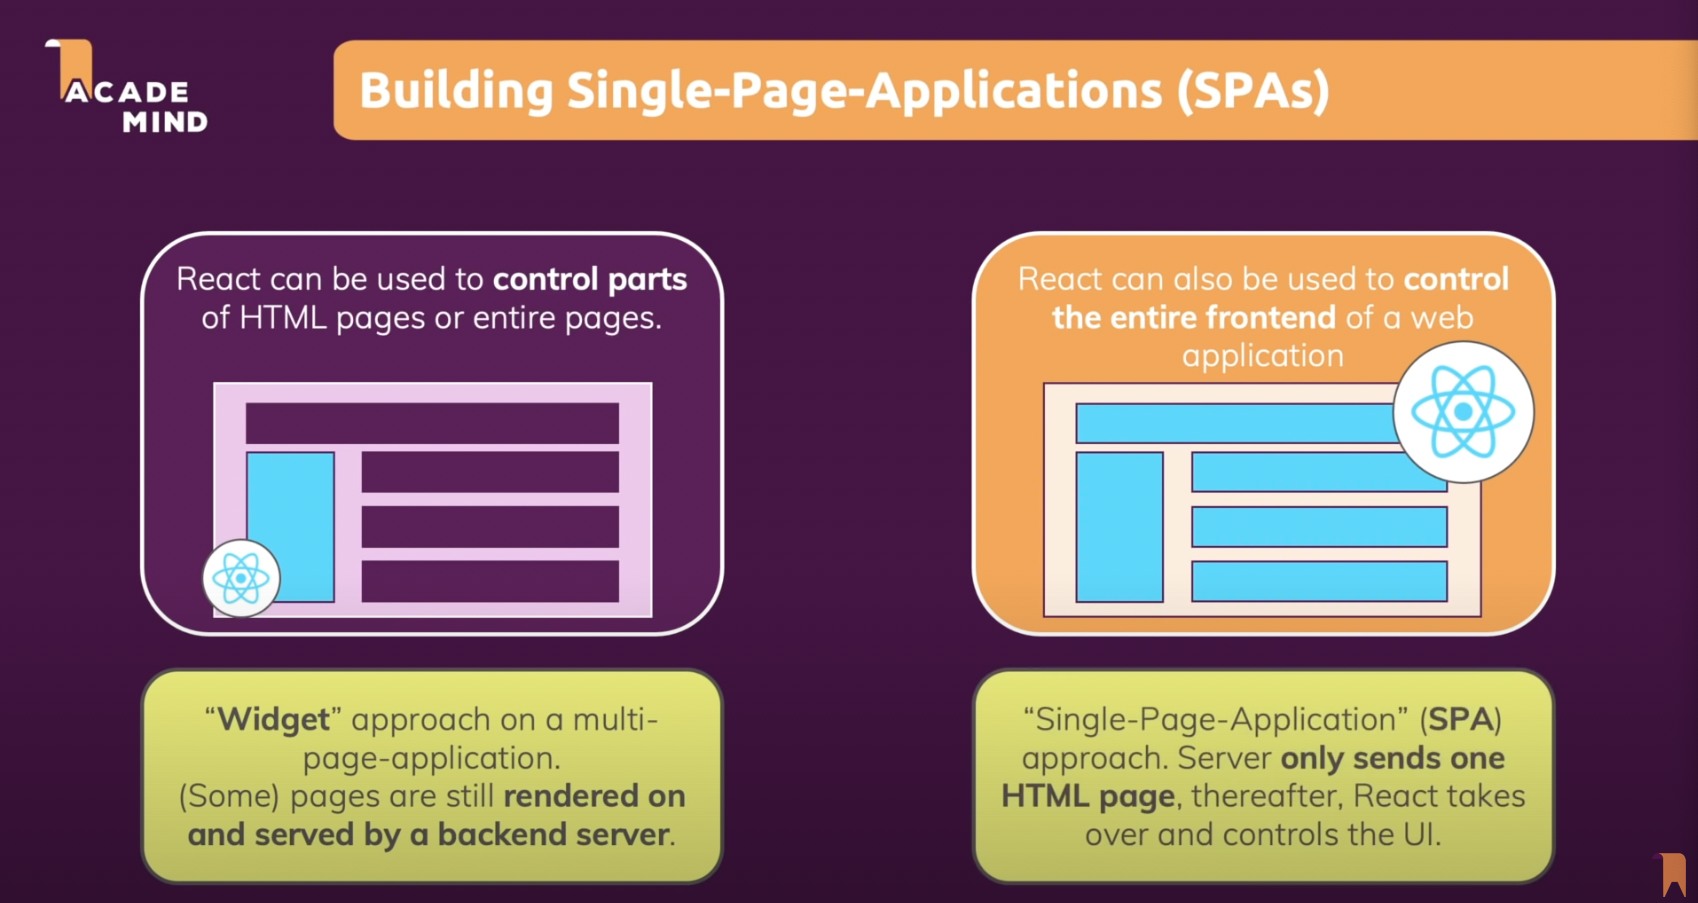 ACADE
MIND
Building Single-Page-Applications (SPAs)
React can be used to control parts
of HTML pages or entire pages.
React can also be used to control
the entire frontend of a web
application
“Widget” approach on a multi-
page-application.
(Some) pages are still rendered on
and served by a backend server.
“Single-Page-Application” (SPA)
approach. Server only sends one
HTML page, thereafter, React takes
over and controls the UI.